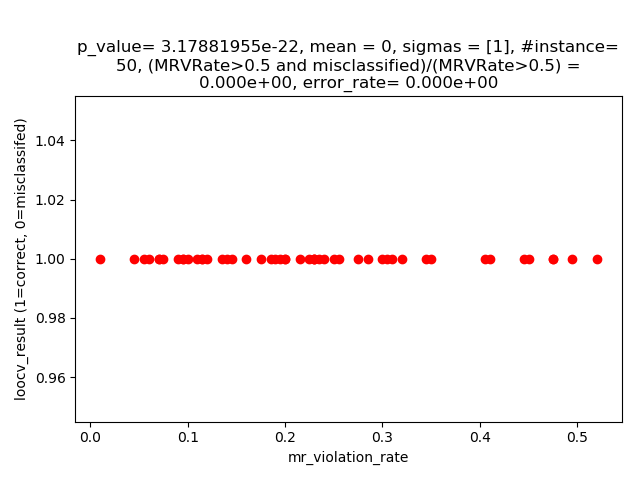 p_value= 3.17881955e-22, mean = 0, sigmas = [1], #instance=
50, (MRVRate>0.5 and misclassified)/(MRVRate>0.5) =
0.000e+00, error_rate= 0.000e+00
loocv_result (1=correct, 0=misclassifed)
1.04
1.02
1.00
0.98
0.96
0.0
0.1
0.2
0.3
0.4
0.5
mr_violation_rate